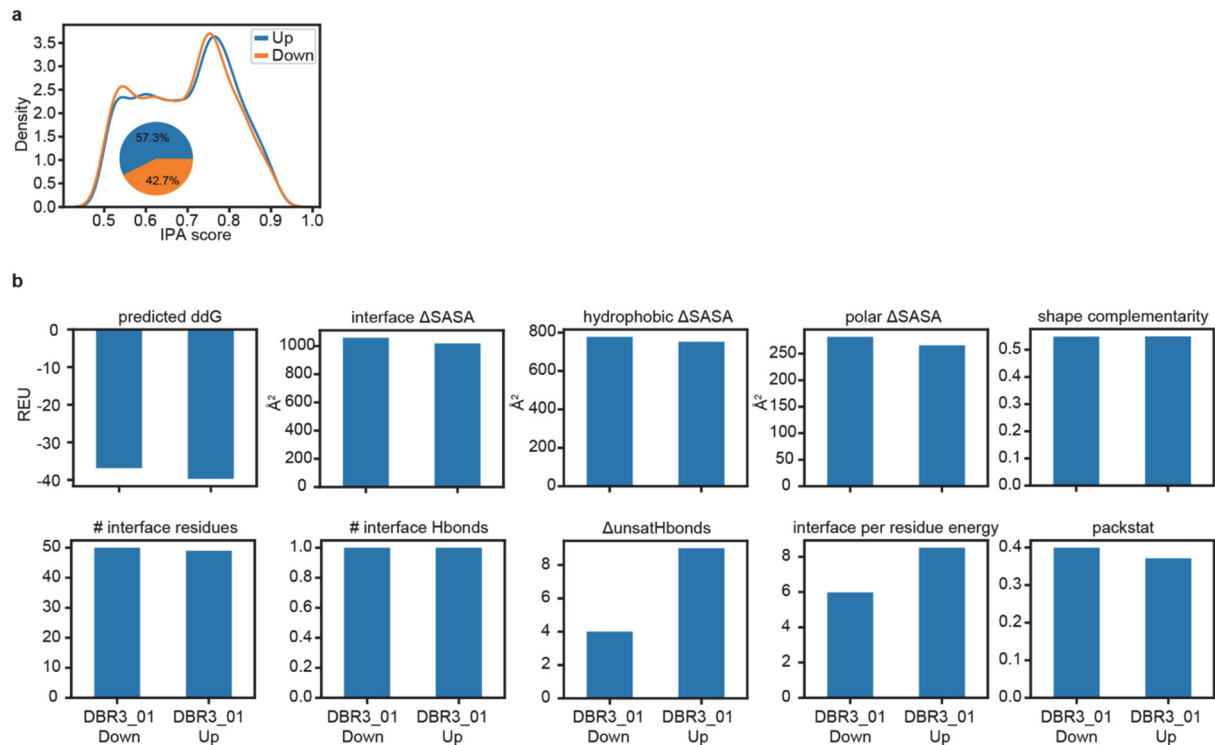 a
Up
Down
3.5
3.0
2.5
2.0
1.5
1.0
0.5
0.0
Density
57.3%
42.7%
0.5 0.6 0.7 0.8 0.9 1.0
IPA score
b
predicted ddG
0
-10
-20
-30
-40
REU
interface ΔSASA
1000
800
600
400
200
0
Å²
hydrophobic ΔSASA
800
600
400
200
0
Å²
polar ΔSASA
250
200
150
100
50
0
Å²
shape complementarity
0.5
0.4
0.3
0.2
0.1
0.0
# interface residues
50
40
30
20
10
0
DBR3_01 DBR3_01
Down Up
# interface Hbonds
1.0
0.8
0.6
0.4
0.2
0.0
DBR3_01 DBR3_01
Down Up
ΔunsatHbonds
8
6
4
2
0
DBR3_01 DBR3_01
Down Up
interface per residue energy
8
6
4
2
0
DBR3_01 DBR3_01
Down Up
packstat
0.4
0.3
0.2
0.1
0.0
DBR3_01 DBR3_01
Down Up